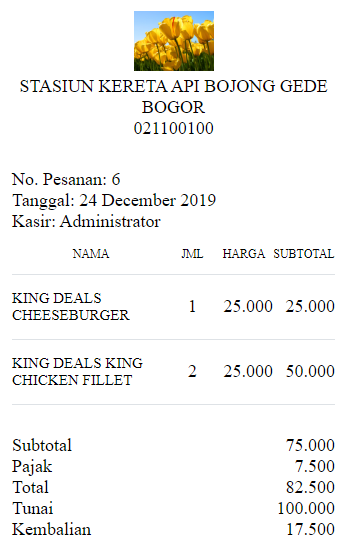 STASIUN KERETA API BOJONG GEDE
BOGOR
021100100
No. Pesanan: 6
Tanggal: 24 December 2019
Kasir: Administrator
NAMA JML HARGA SUBTOTAL
KING DEALS
CHEESEBURGER 1 25.000 25.000
KING DEALS KING
CHICKEN FILLET 2 25.000 50.000
Subtotal 75.000
Pajak 7.500
Total 82.500
Tunai 100.000
Kembalian 17.500